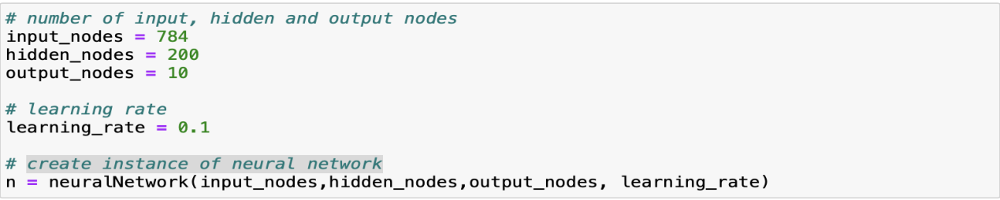 # number of input, hidden and output nodes
input_nodes = 784
hidden_nodes = 200
output_nodes = 10
# learning rate
learning_rate = 0.1
# create instance of neural network
n = neuralNetwork(input_nodes,hidden_nodes,output_nodes, learning_rate)